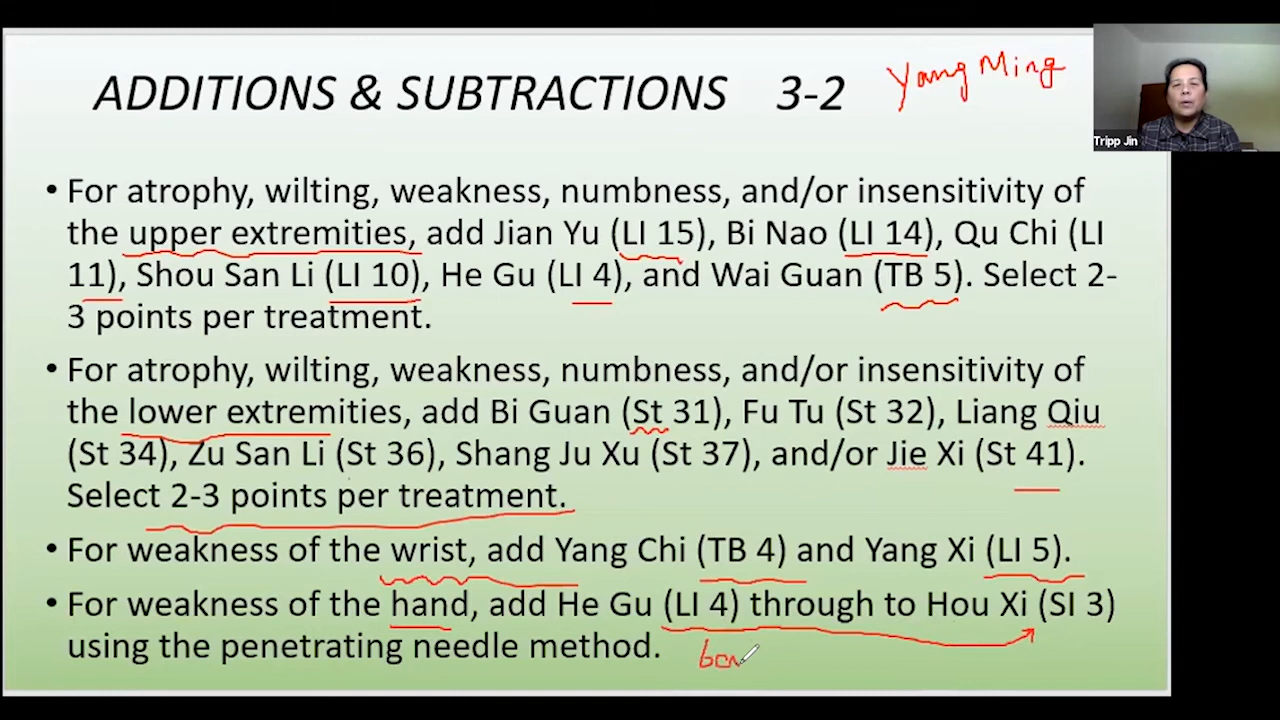 ADDITIONS & SUBTRACTIONS 3-2
Yang Ming
Tripp Jin
• For atrophy, wilting, weakness, numbness, and/or insensitivity of
the upper extremities, add Jian Yu (LI 15), Bi Nao (LI 14), Qu Chi (LI
11), Shou San Li (LI 10), He Gu (LI 4), and Wai Guan (TB 5). Select 2-
3 points per treatment.
• For atrophy, wilting, weakness, numbness, and/or insensitivity of
the lower extremities, add Bi Guan (St 31), Fu Tu (St 32), Liang Qiu
(St 34), Zu San Li (St 36), Shang Ju Xu (St 37), and/or Jie Xi (St 41).
Select 2-3 points per treatment.
• For weakness of the wrist, add Yang Chi (TB 4) and Yang Xi (LI 5).
• For weakness of the hand, add He Gu (LI 4) through to Hou Xi (SI 3)
using the penetrating needle method.